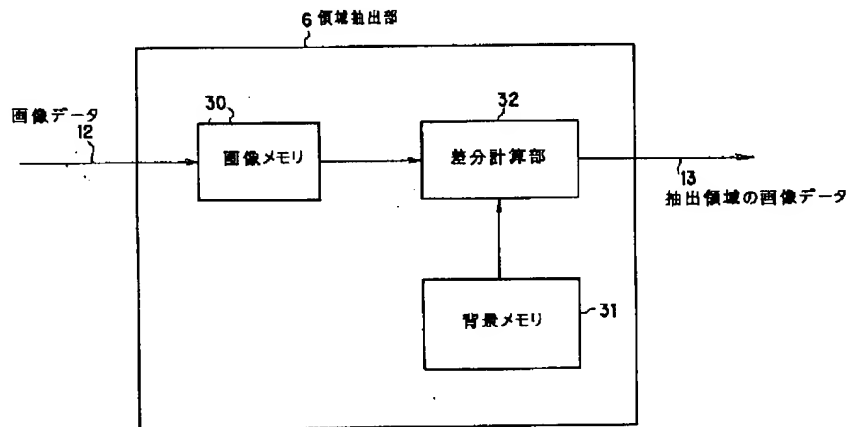 6 領域抽出部
画像データ
12
30
画像メモリ
32
差分計算部
13
抽出領域の画像データ
背景メモリ
31